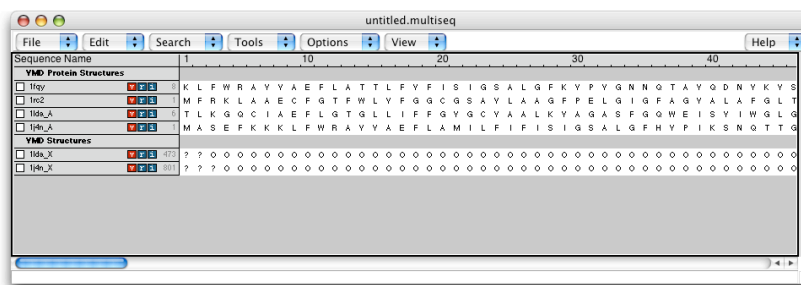 untitled.multiseq
File Edit Search Tools Options View Help
Sequence Name 1 10 20 30 40
VMD Protein Structures
1fqy V r i 8 K L F W R A V V A E F L A T T L F V F I S I G S A L G F K Y P V G N N Q T A V Q D N V K V S
1rc2 V r i 1 M F R K L A A E C F G T F W L V F G G C G S A V L A A G F P E L G I G F A G V A L A F G L T
1lda_A V r i 6 T L K G Q C I A E F L G T G L L I F F G V G C V A A L K V A G A S F G Q W E I S V I W G L G
1j4n_A V r i 1 M A S E F K K K L F W R A V V A E F L A M I L F I F I S I G S A L G F H Y P I K S N Q T T G
VMD Structures
1lda_X V r i 473 ? ? O O O O O O O O O O O O O O O O O O O O O O O O O O O O O O O O O O O O O O O O O O O O
1j4n_X V r i 801 ? ? ? O O O O O O O O O O O O O O O O O O O O O O O O O O O O O O O O O O O O O O O O O O O